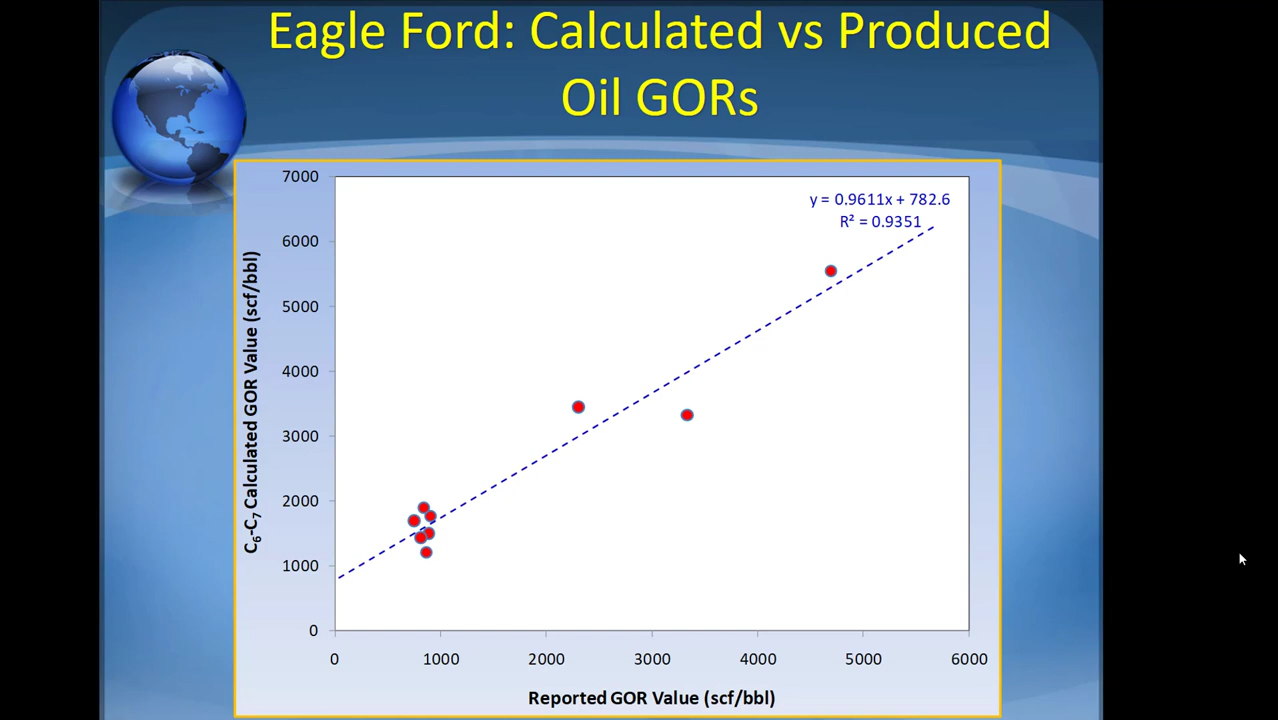 Eagle Ford: Calculated vs Produced
Oil GORs
y = 0.9611x + 782.6
R² = 0.9351
7000
6000
5000
4000
3000
2000
1000
0
C₆-C₇ Calculated GOR Value (scf/bbl)
0 1000 2000 3000 4000 5000 6000
Reported GOR Value (scf/bbl)